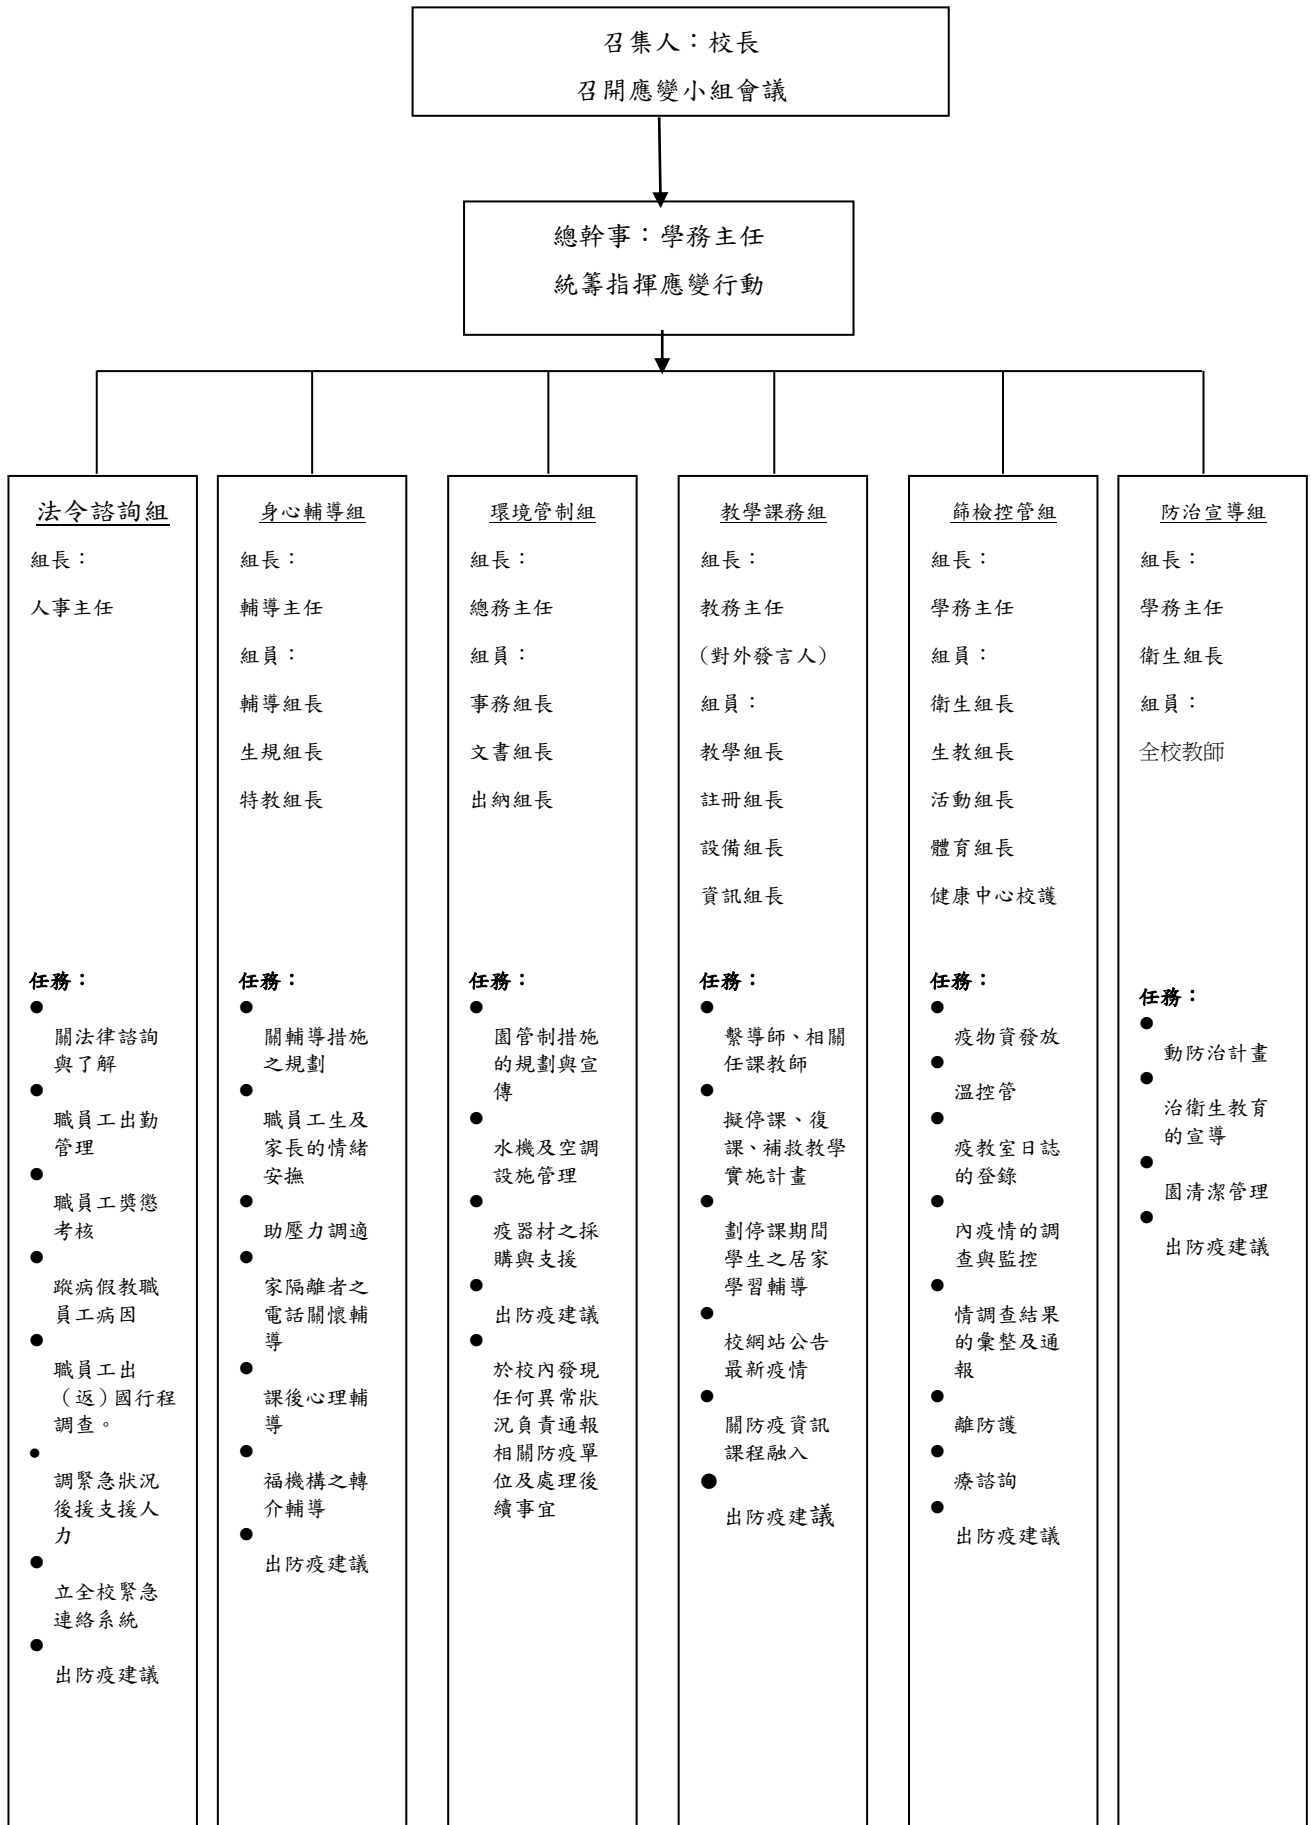 召集人：校長
召開應變小組會議
總幹事：學務主任
統籌指揮應變行動
法令諮詢組
組長：
人事主任
任務：
●
關法律諮詢
與了解
●
職員工出勤
管理
●
職員工獎懲
考核
●
蹤病假教職
員工病因
●
職員工出
（返）國行程
調查。
●
調緊急狀況
後援支援人
力
●
立全校緊急
連絡系統
●
出防疫建議
身心輔導組
組長：
輔導主任
組員：
輔導組長
生規組長
特教組長
任務：
●
關輔導措施
之規劃
●
職員工生及
家長的情緒
安撫
●
助壓力調適
●
家隔離者之
電話關懷輔
導
●
課後心理輔
導
●
福機構之轉
介輔導
●
出防疫建議
環境管制組
組長：
總務主任
組員：
事務組長
文書組長
出納組長
任務：
●
園管制措施
的規劃與宣
傳
●
水機及空調
設施管理
●
疫器材之採
購與支援
●
出防疫建議
●
於校內發現
任何異常狀
況負責通報
相關防疫單
位及處理後
續事宜
教學課務組
組長：
教務主任
(對外發言人)
組員：
教學組長
註冊組長
設備組長
資訊組長
任務：
●
繫導師、相關
任課教師
●
擬停課、復
課、補救教學
實施計畫
●
劃停課期間
學生之居家
學習輔導
●
校網站公告
最新疫情
●
關防疫資訊
課程融入
●
出防疫建議
篩檢控管組
組長：
學務主任
組員：
衛生組長
生教組長
活動組長
體育組長
健康中心校護
任務：
●
疫物資發放
●
溫控管
●
疫教室日誌
的登錄
●
內疫情的調
查與監控
●
情調查結果
的彙整及通
報
●
離防護
●
療諮詢
●
出防疫建議
防治宣導組
組長：
學務主任
衛生組長
組員：
全校教師
任務：
●
動防治計畫
●
治衛生教育
的宣導
●
園清潔管理
●
出防疫建議